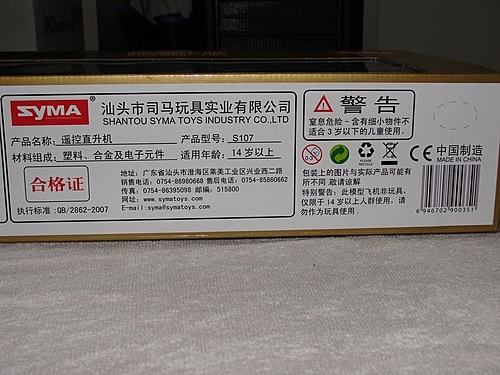 SYMA
汕头市司马玩具实业有限公司
SHANTOU SYMA TOYS INDUSTRY CO.,LTD
产品名称: 遥控直升机 产品型号: S107
材料组成: 塑料、合金及电子元件 适用年龄: 14岁以上
合格证
执行标准:QB/2862-2007
地址: 广东省汕头市澄海区莱美工业区兴业西二路
销售电话: 0754-86980668 售后电话: 0754-85860662
传真: 0754-86395098 邮编: 515800
网址: www.symatoys.com
E-mail:syma@symatoys.com
警告
窒息危险-含有细小物件不
适合3岁以下的儿童使用。
0-3
PLEASE
RECYCLE
CE
中国制造
MADE IN CHINA
包装上的图片与实际产品可能有
所不同,敬请谅解
特别警告: 此模型飞机非玩具,
仅限于14岁以上人群使用, 请
勿作为玩具使用.
6 946702 900351